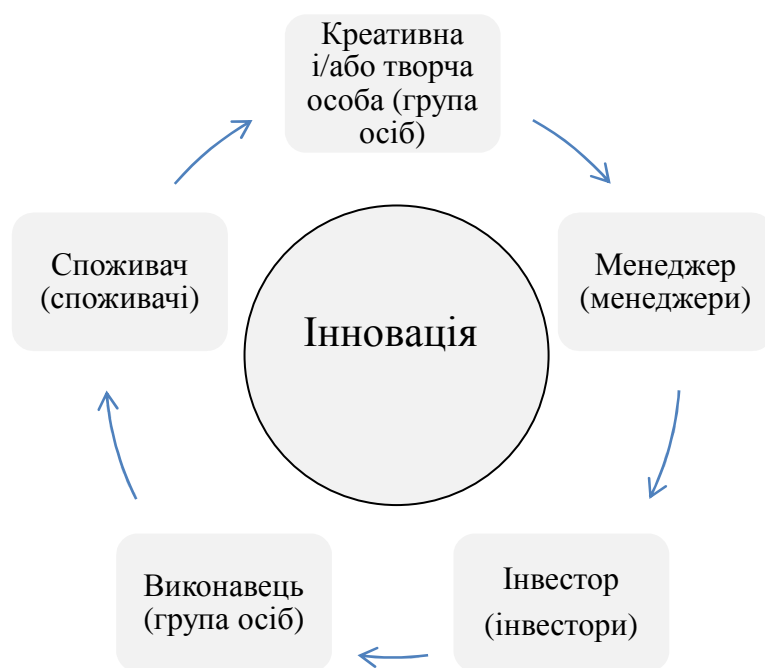 Креативна
і/або творча
особа (група
осіб)
Менеджер
(менеджери)
Інвестор
(інвестори)
Виконавець
(група осіб)
Споживач
(споживачі)
Інновація